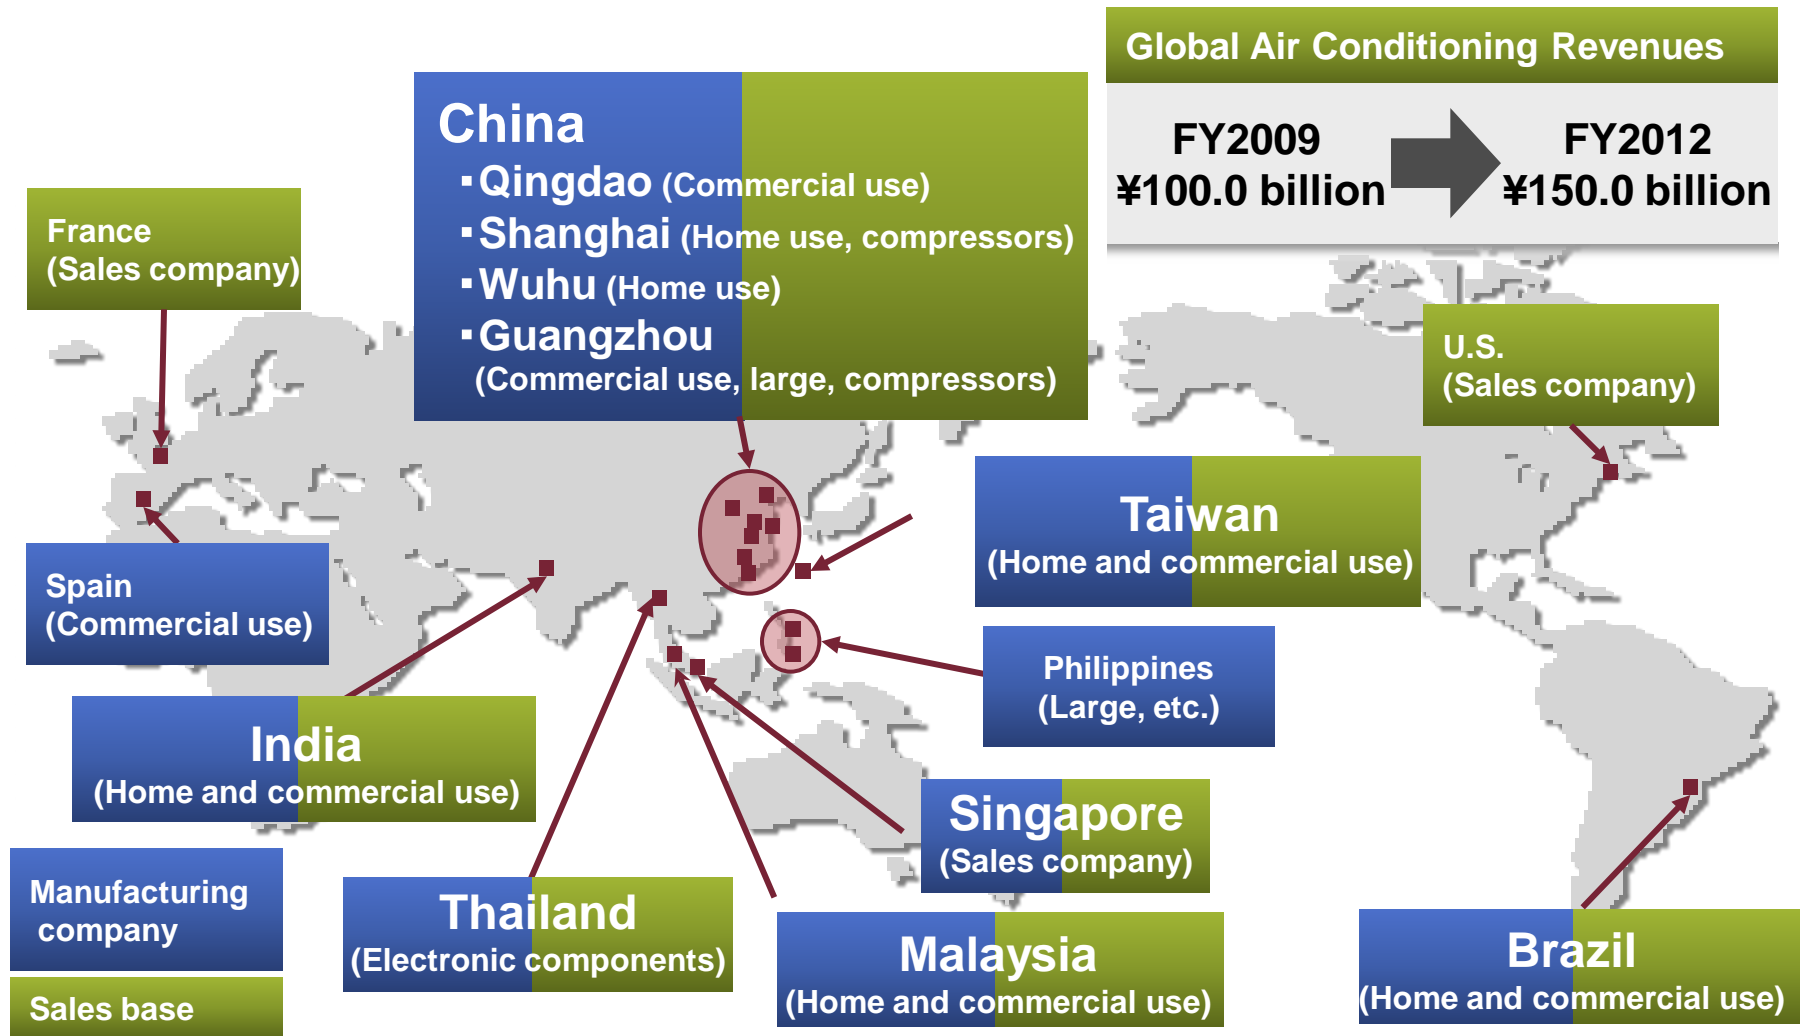 Global Air Conditioning Revenues
FY2009
¥100.0 billion
FY2012
¥150.0 billion
China
▪Qingdao (Commercial use)
▪Shanghai (Home use, compressors)
▪Wuhu (Home use)
▪Guangzhou
(Commercial use, large, compressors)
France
(Sales company)
U.S.
(Sales company)
Taiwan
(Home and commercial use)
Spain
(Commercial use)
Philippines
(Large, etc.)
India
(Home and commercial use)
Singapore
(Sales company)
Thailand
(Electronic components)
Malaysia
(Home and commercial use)
Brazil
(Home and commercial use)
Manufacturing
company
Sales base